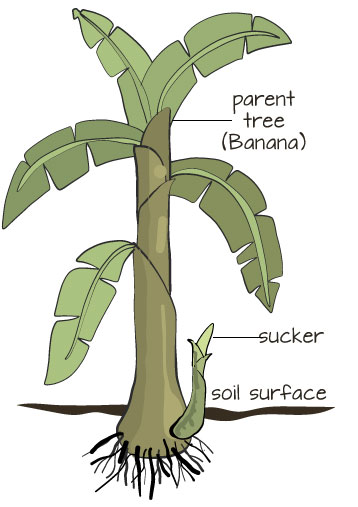 parent
tree
(Banana)
sucker
soil surface